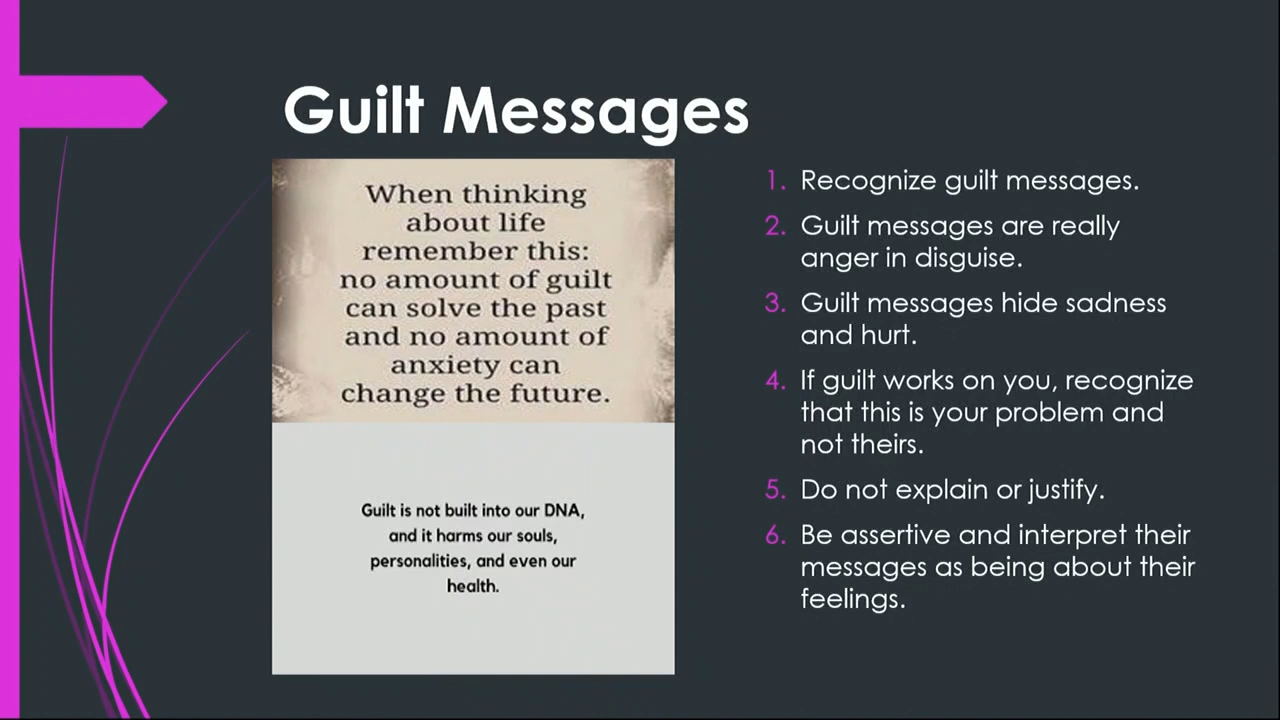 Guilt Messages
When thinking
about life
remember this:
no amount of guilt
can solve the past
and no amount of
anxiety can
change the future.
Guilt is not built into our DNA,
and it harms our souls,
personalities, and even our
health.
1. Recognize guilt messages.
2. Guilt messages are really
anger in disguise.
3. Guilt messages hide sadness
and hurt.
4. If guilt works on you, recognize
that this is your problem and
not theirs.
5. Do not explain or justify.
6. Be assertive and interpret their
messages as being about their
feelings.